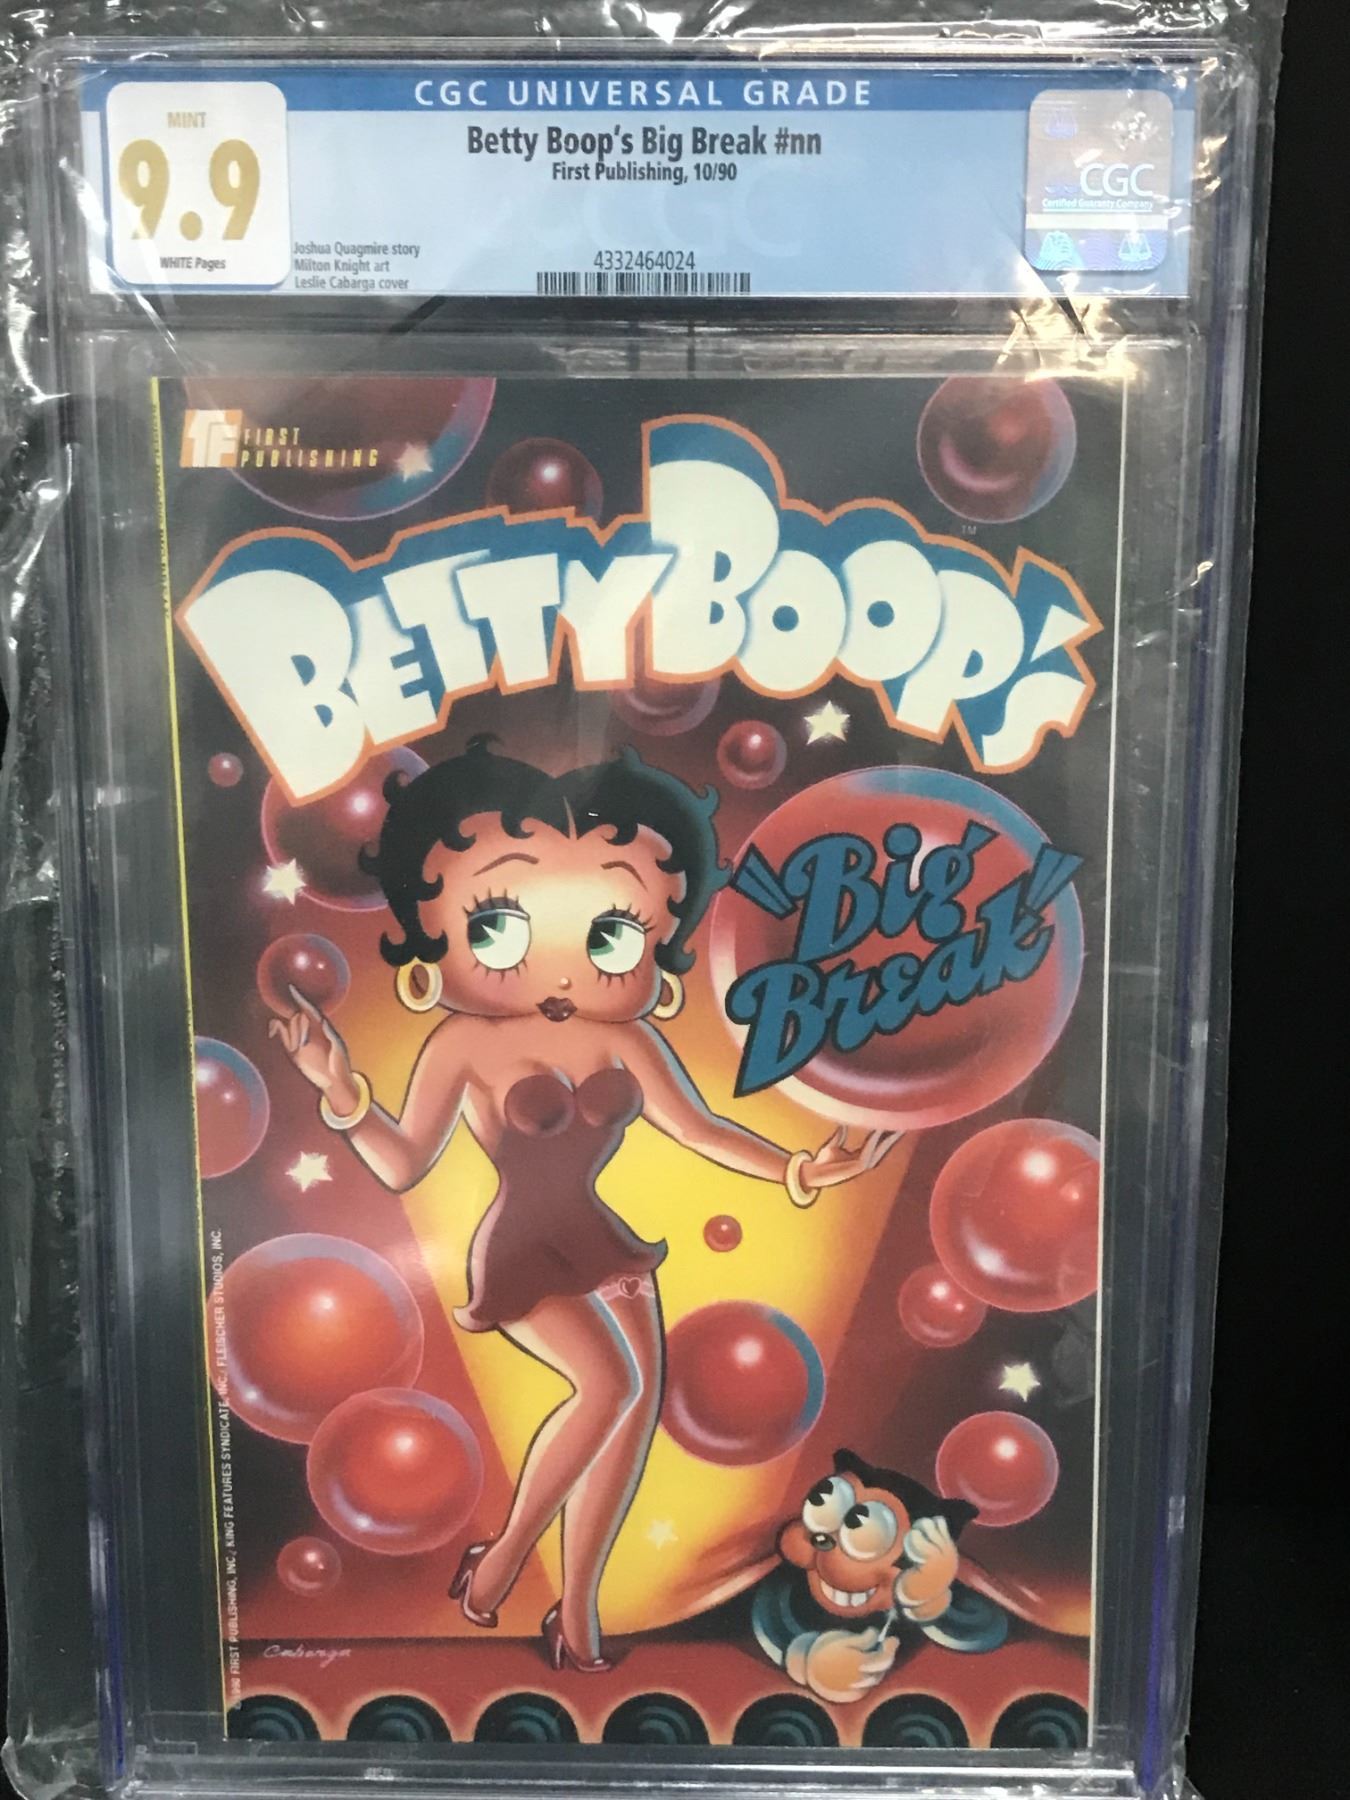 CGC UNIVERSAL GRADE
MINT
9.9
WHITE Pages
Betty Boop's Big Break #nn
First Publishing, 10/90
Joshua Quagmire story
Milton Knight art
Leslie Cabarga cover
4332464024
CGC
Certified Guaranty Company
1F FIRST
PUBLISHING
BETTY BOOP'S
TM
"Big
Break"
©1990 FIRST PUBLISHING, INC./ KING FEATURES SYNDICATE, INC./ FLEISCHER STUDIOS, INC.
Cabarga